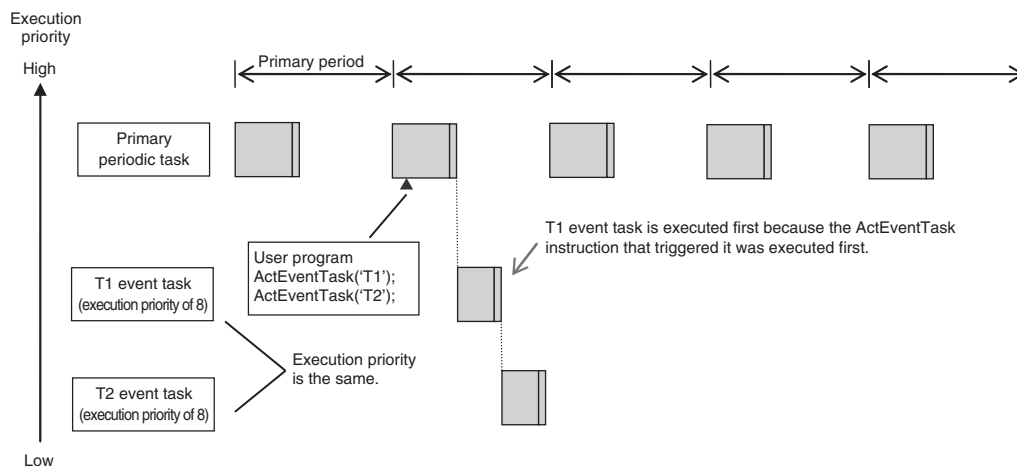 Execution
priority
High
Primary period
Primary
periodic task
T1 event task is executed first because the ActEventTask
instruction that triggered it was executed first.
User program
ActEventTask(‘T1’);
ActEventTask(‘T2’);
T1 event task
(execution priority of 8)
Execution priority
is the same.
T2 event task
(execution priority of 8)
Low